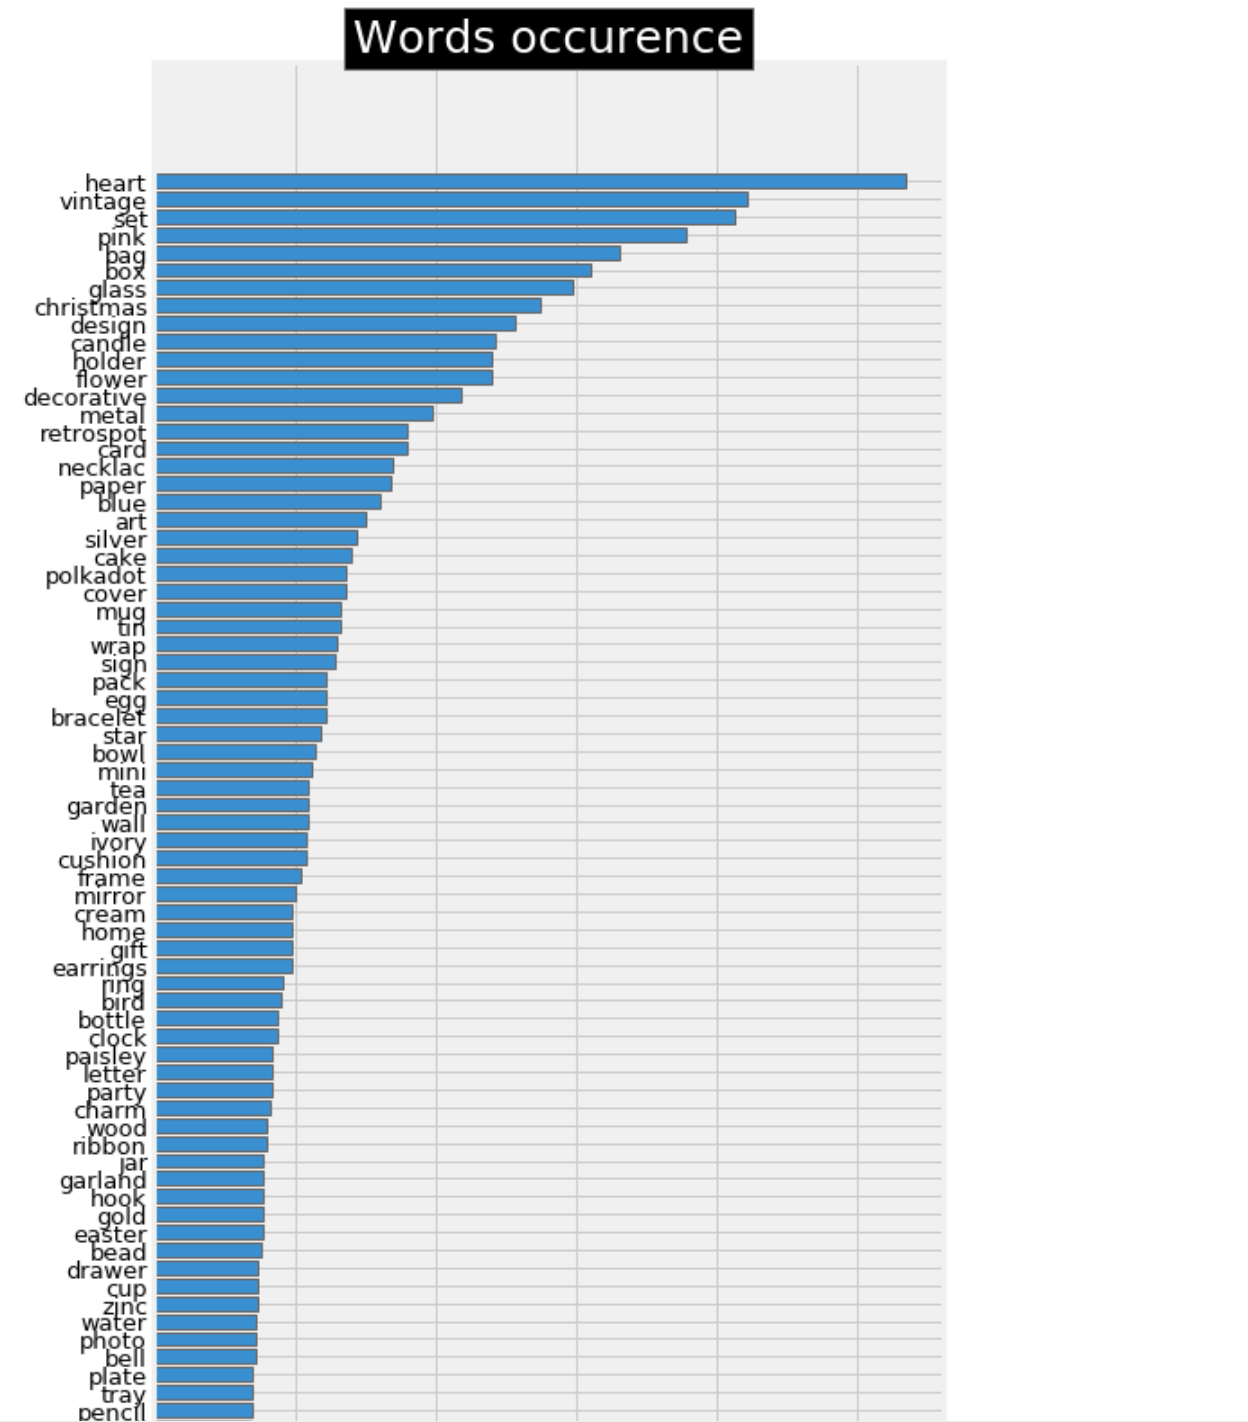 Words occurence
heart
vintage
set
pink
bag
box
glass
christmas
design
candle
holder
flower
decorative
metal
retrospot
card
necklac
paper
blue
art
silver
cake
polkadot
cover
mug
tin
wrap
sign
pack
egg
bracelet
star
bowl
mini
tea
garden
wall
ivory
cushion
frame
mirror
cream
home
gift
earrings
ring
bird
bottle
clock
paisley
letter
party
charm
wood
ribbon
jar
garland
hook
gold
easter
bead
drawer
cup
zinc
water
photo
bell
plate
tray
pencil